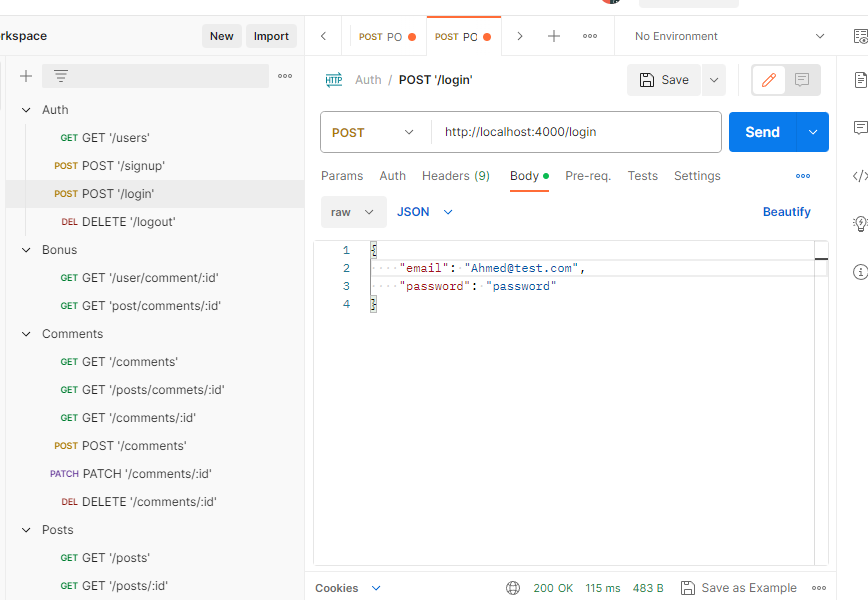 rkspace
New
Import
POST PO
POST PO
No Environment
Auth / POST '/login'
Save
Auth
GET GET '/users'
POST POST '/signup'
POST POST '/login'
DEL DELETE '/logout'
Bonus
GET GET '/user/comment/:id'
GET GET 'post/comments/:id'
Comments
GET GET '/comments'
GET GET '/posts/commets/:id'
GET GET '/comments/:id'
POST POST '/comments'
PATCH PATCH '/comments/:id'
DEL DELETE '/comments/:id'
Posts
GET GET '/posts'
GET GET '/posts/:id'
HTTP
POST
http://localhost:4000/login
Send
Params Auth Headers (9) Body Pre-req. Tests Settings
raw JSON Beautify
1 {
2 "email": "Ahmed@test.com",
3 "password": "password"
4 }
Cookies 200 OK 115 ms 483 B Save as Example